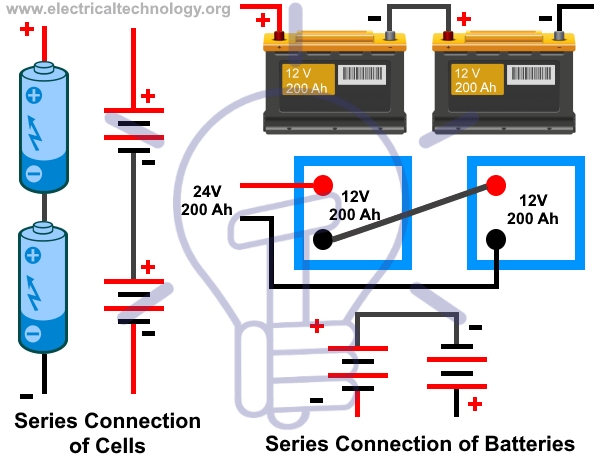 www.electricaltechnology.org
+
+
-
+
-
12 V
200 Ah
12 V
200 Ah
+
-
+
-
+
-
+
-
24V
200 Ah
12V
200 Ah
12V
200 Ah
+
-
-
+
-
Series Connection
of Cells
Series Connection of Batteries